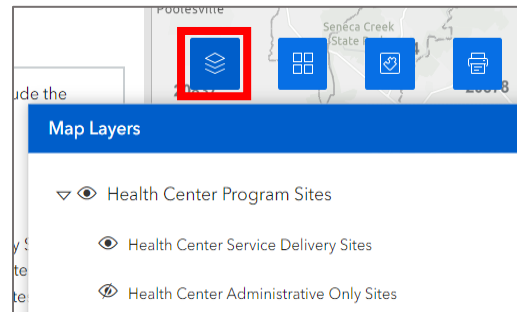 Poolesville
Seneca Creek
State
ude the
Map Layers
Health Center Program Sites
Health Center Service Delivery Sites
Health Center Administrative Only Sites